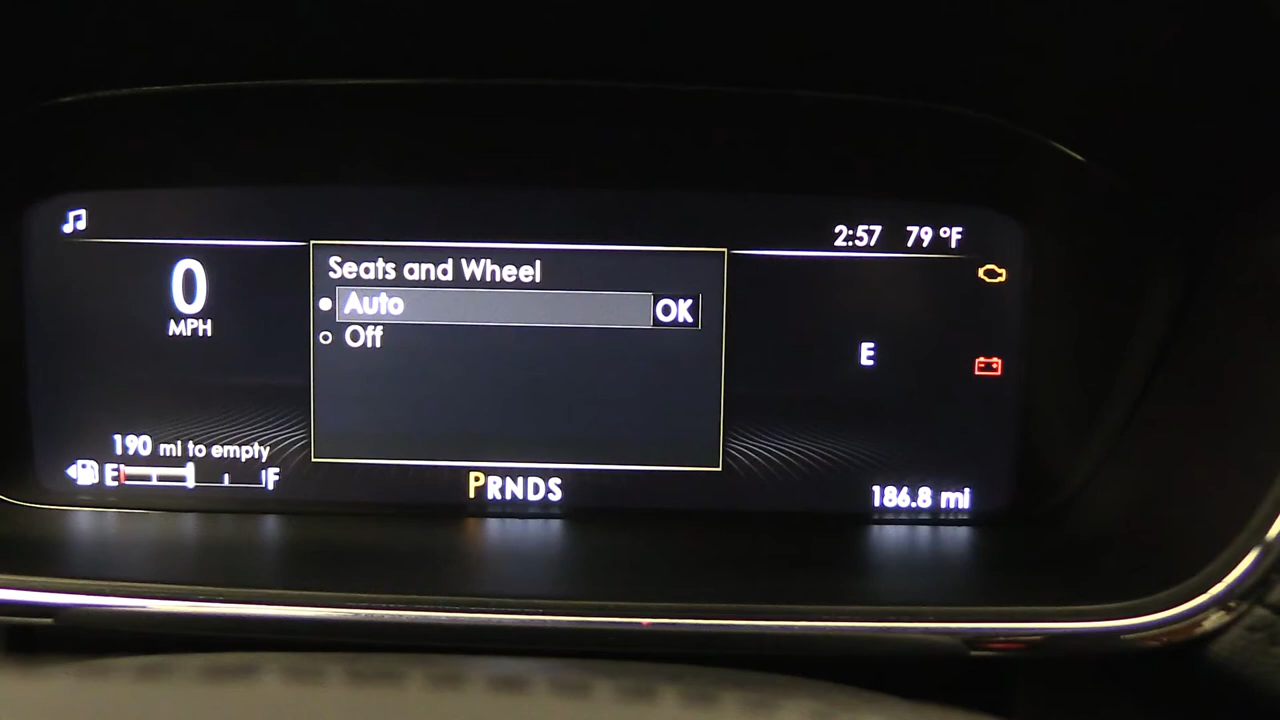 2:57 79 °F
0
MPH
Seats and Wheel
Auto OK
Off
E
190 mi to empty
E F
PRNDS
186.8 mi